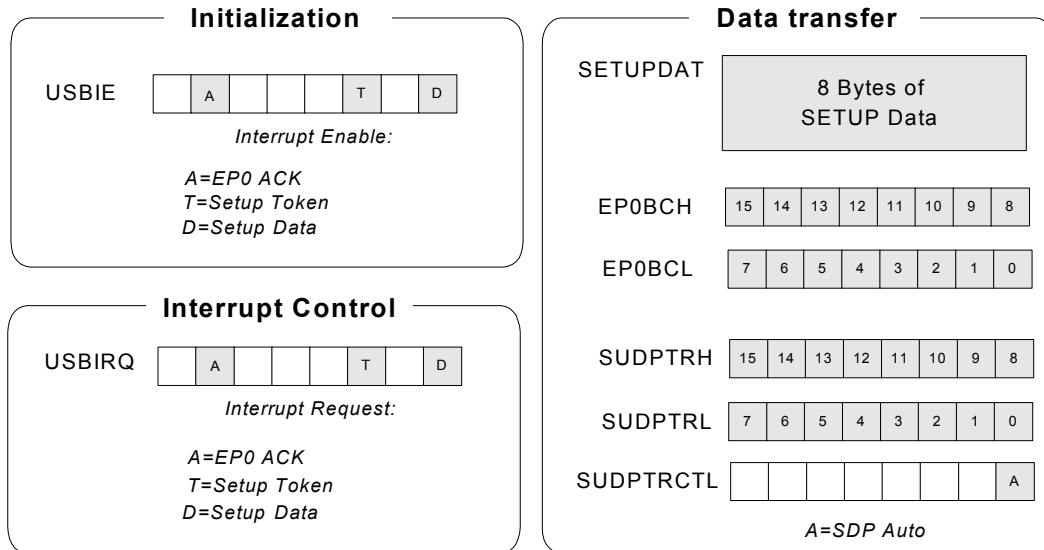 Initialization
USBIE
A T D
Interrupt Enable:
A=EP0 ACK
T=Setup Token
D=Setup Data
Interrupt Control
USBIRQ
A T D
Interrupt Request:
A=EP0 ACK
T=Setup Token
D=Setup Data
Data transfer
SETUPDAT
8 Bytes of
SETUP Data
EP0BCH
15 14 13 12 11 10 9 8
EP0BCL
7 6 5 4 3 2 1 0
SUDPTRH
15 14 13 12 11 10 9 8
SUDPTRL
7 6 5 4 3 2 1 0
SUDPTRCTL
A
A=SDP Auto